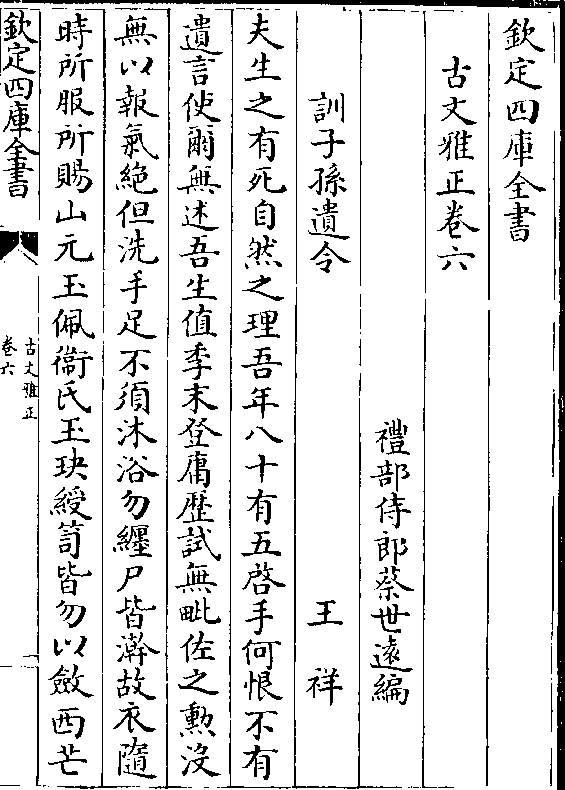 欽定四庫全書
古文雅正卷六
禮部侍郎蔡世遠編
訓子孫遺令 王祥
夫生之有死自然之理吾年八十有五啓手何恨不有
遺言使爾無述吾生值季末登庸歷試無毗佐之勲沒
無以報氣絶但洗手足不須沐浴勿纏尸皆澣故衣隨
時所服所賜山元玉佩衞氏玉玦綬笥皆勿以斂西芒
欽定四庫全書
古文雅正
卷六
一